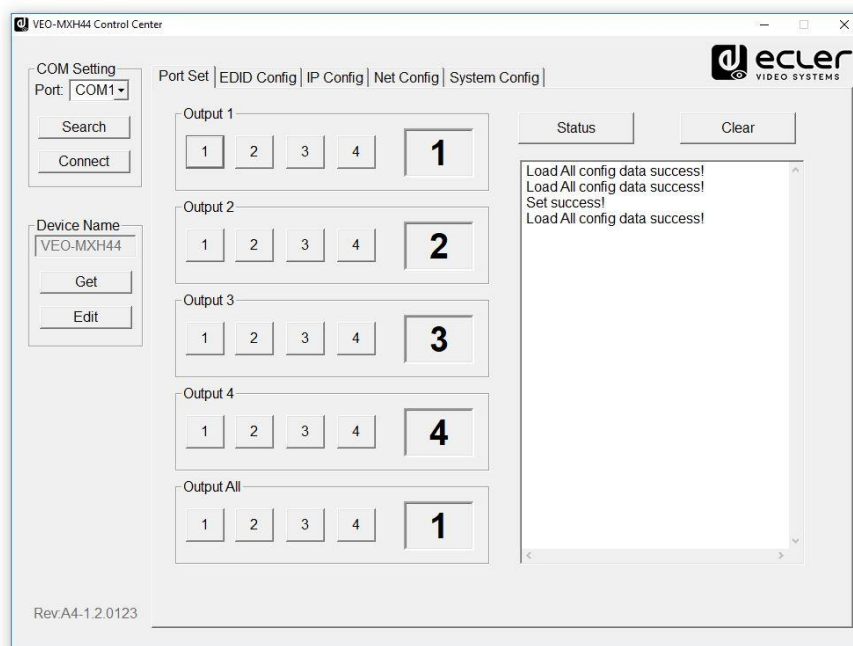 VEO-MXH44 Control Center
ecler
VIDEO SYSTEMS
COM Setting
Port: COM1
Search
Connect
Device Name
VEO-MXH44
Get
Edit
Rev:A4-1.2.0123
Port Set EDID Config IP Config Net Config System Config
Output 1
1 2 3 4 1
Output 2
1 2 3 4 2
Output 3
1 2 3 4 3
Output 4
1 2 3 4 4
Output All
1 2 3 4 1
Status Clear
Load All config data success!
Load All config data success!
Set success!
Load All config data success!